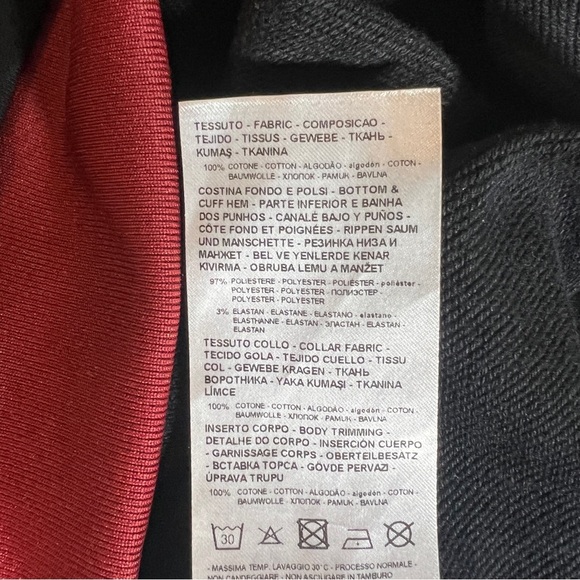 TESSUTO - FABRIC - COMPOSICAO -
TEJIDO - TISSUS - GEWEBE - ТКАНЬ -
KUMAŞ - TKANINA
100% COTONE - COTTON - ALGODÃO - algodón - COTON -
BAUMWOLLE - ХЛОПОК - PAMUK - BAVLNA
COSTINA FONDO E POLSI - BOTTOM &
CUFF HEM - PARTE INFERIOR E BAINHA
DOS PUNHOS - CANALÉ BAJO Y PUÑOS -
CÔTE FOND ET POIGNÉES - RIPPEN SAUM
UND MANSCHETTE - РЕЗИНКА НИЗА И
МАНЖЕТ - BEL VE YENLERDE KENAR
KIVIRMA - OBRUBA LEMU A MANŽET
97% POLIESTERE - POLYESTER - POLIÉSTER - poliéster -
POLYESTER - POLYESTER - ПОЛИЭСТЕР -
POLYESTER - POLYESTER
3% ELASTAN - ELASTANE - ELASTANO - elastano -
ELASTHANNE - ELASTAN - ЭЛАСТАН - ELASTAN -
ELASTAN
TESSUTO COLLO - COLLAR FABRIC -
TECIDO GOLA - TEJIDO CUELLO - TISSU
COL - GEWEBE KRAGEN - ТКАНЬ
ВОРОТНИКА - YAKA KUMAŞI - TKANINA
LÍMCE
100% COTONE - COTTON - ALGODÃO - algodón - COTON -
BAUMWOLLE - ХЛОПОК - PAMUK - BAVLNA
INSERTO CORPO - BODY TRIMMING -
DETALHE DO CORPO - INSERCIÓN CUERPO
- GARNISSAGE CORPS - OBERTEILBESATZ
- ВСТАВКА ТОРСА - GÖVDE PERVAZI -
ÚPRAVA TRUPU
100% COTONE - COTTON - ALGODÃO - algodón - COTON -
BAUMWOLLE - ХЛОПОК - PAMUK - BAVLNA
30
- MASSIMA TEMP. LAVAGGIO 30°C - PROCESSO NORMALE -
NON CANDEGGIARE - NON ASCIUGARE IN TAMBURO